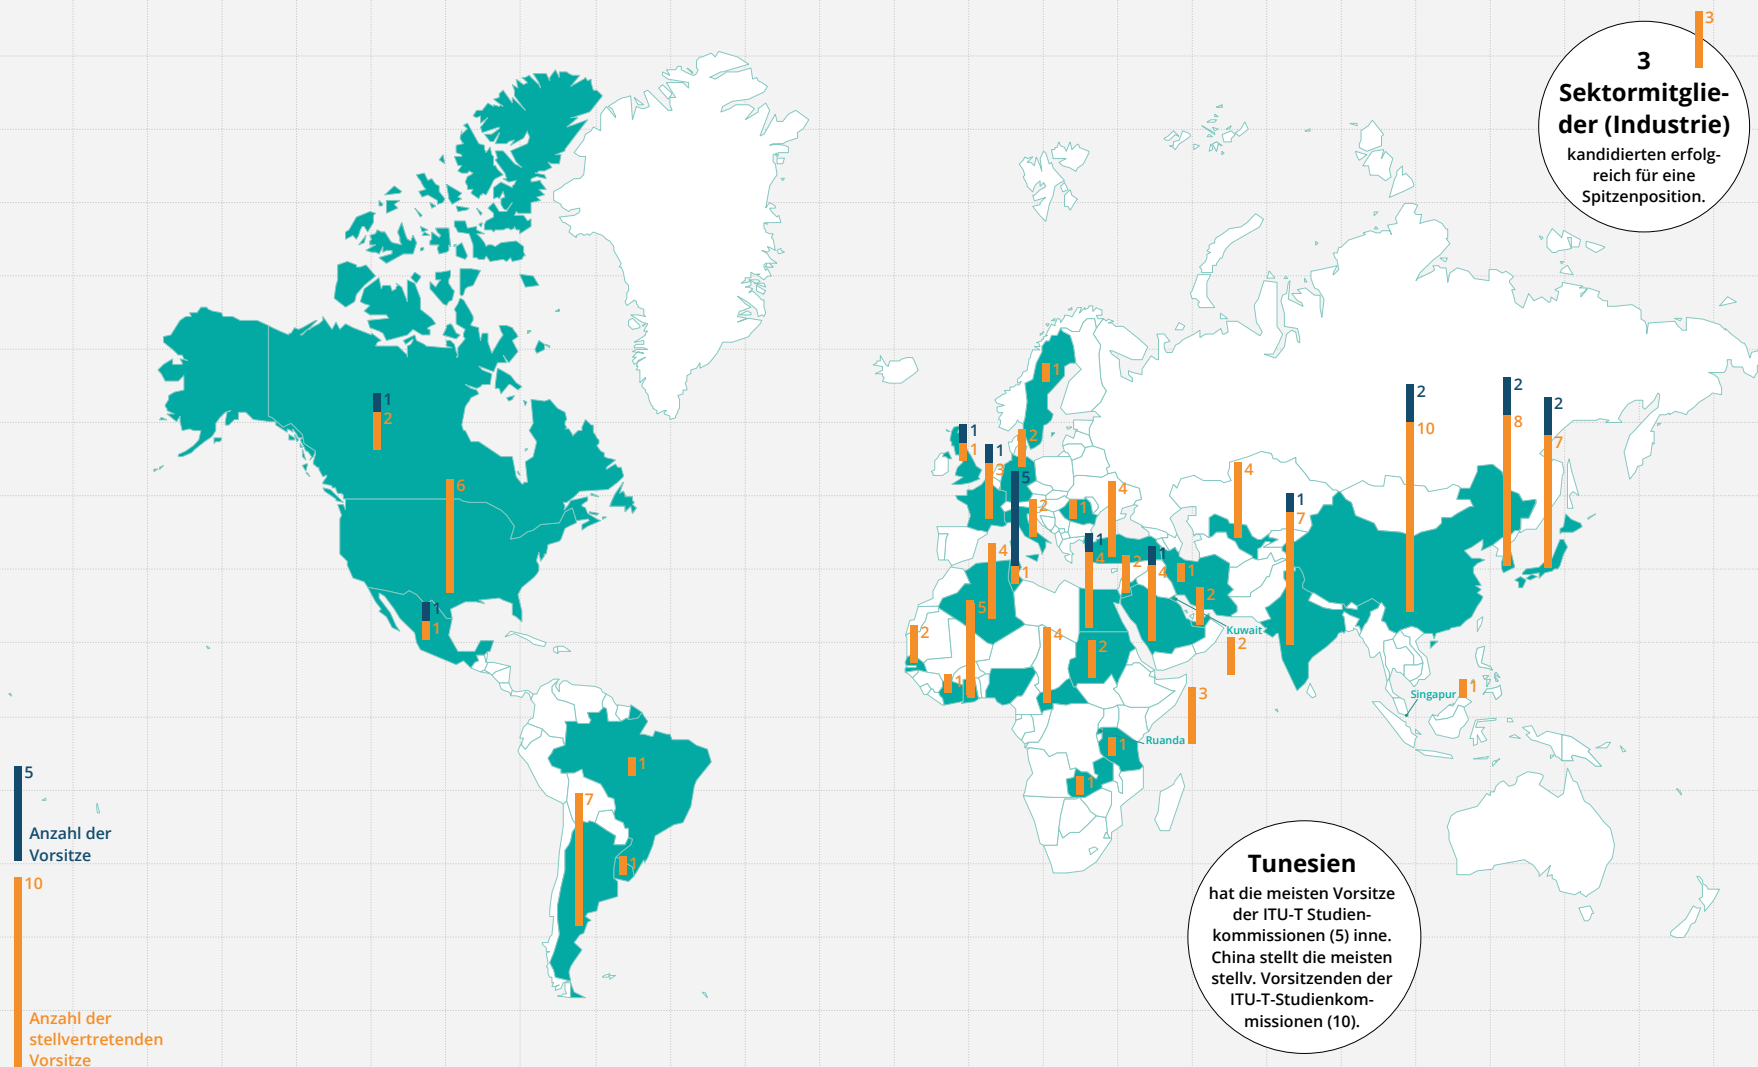 3
3
Sektormitglie-
der (Industrie)
kandidierten erfolg-
reich für eine
Spitzenposition.
1
2
6
1
1
1
7
1
1
1
1
1
3
2
5
1
2
1
4
4
1
4
2
1
4
1
2
4
1
7
2
10
2
8
2
7
2
5
1
4
2
Kuwait
2
3
Ruanda
1
1
Singapur
1
5
Anzahl der
Vorsitze
10
Anzahl der
stellvertretenden
Vorsitze
Tunesien
hat die meisten Vorsitze
der ITU-T Studien-
kommissionen (5) inne.
China stellt die meisten
stellv. Vorsitzenden der
ITU-T-Studienkom-
missionen (10).